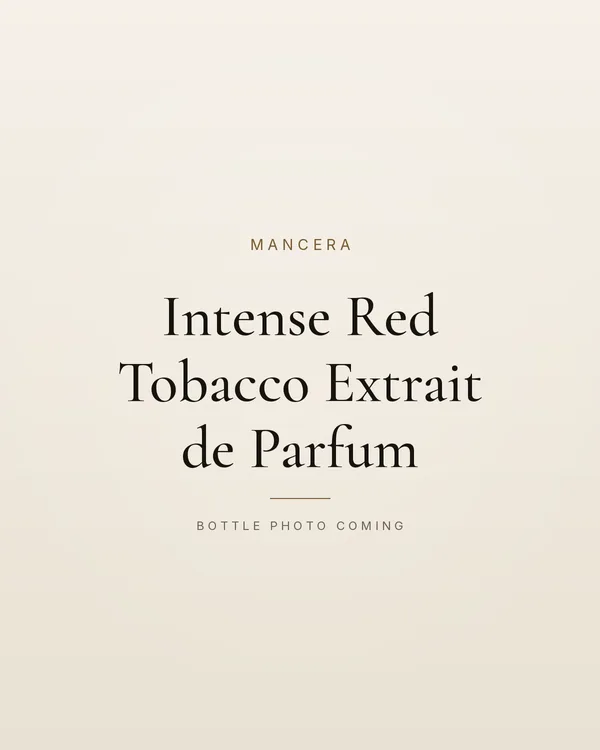 MANCERA
Intense Red
Tobacco Extrait
de Parfum
BOTTLE PHOTO COMING